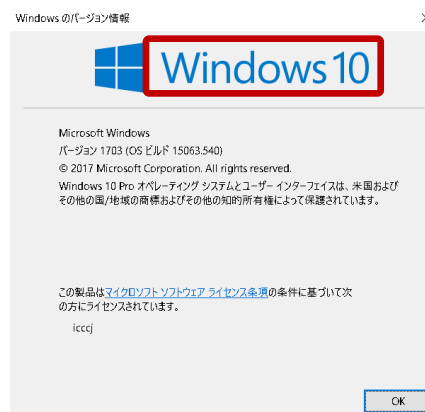 Windows のバージョン情報
Windows 10
Microsoft Windows
バージョン 1703 (OS ビルド 15063.540)
© 2017 Microsoft Corporation. All rights reserved.
Windows 10 Pro オペレーティング システムとユーザー インターフェイスは、米国および
その他の国/地域の商標およびその他の知的所有権によって保護されています。
この製品はマイクロソフト ソフトウェア ライセンス条項の条件に基づいて次
の方にライセンスされています。
icccj
OK